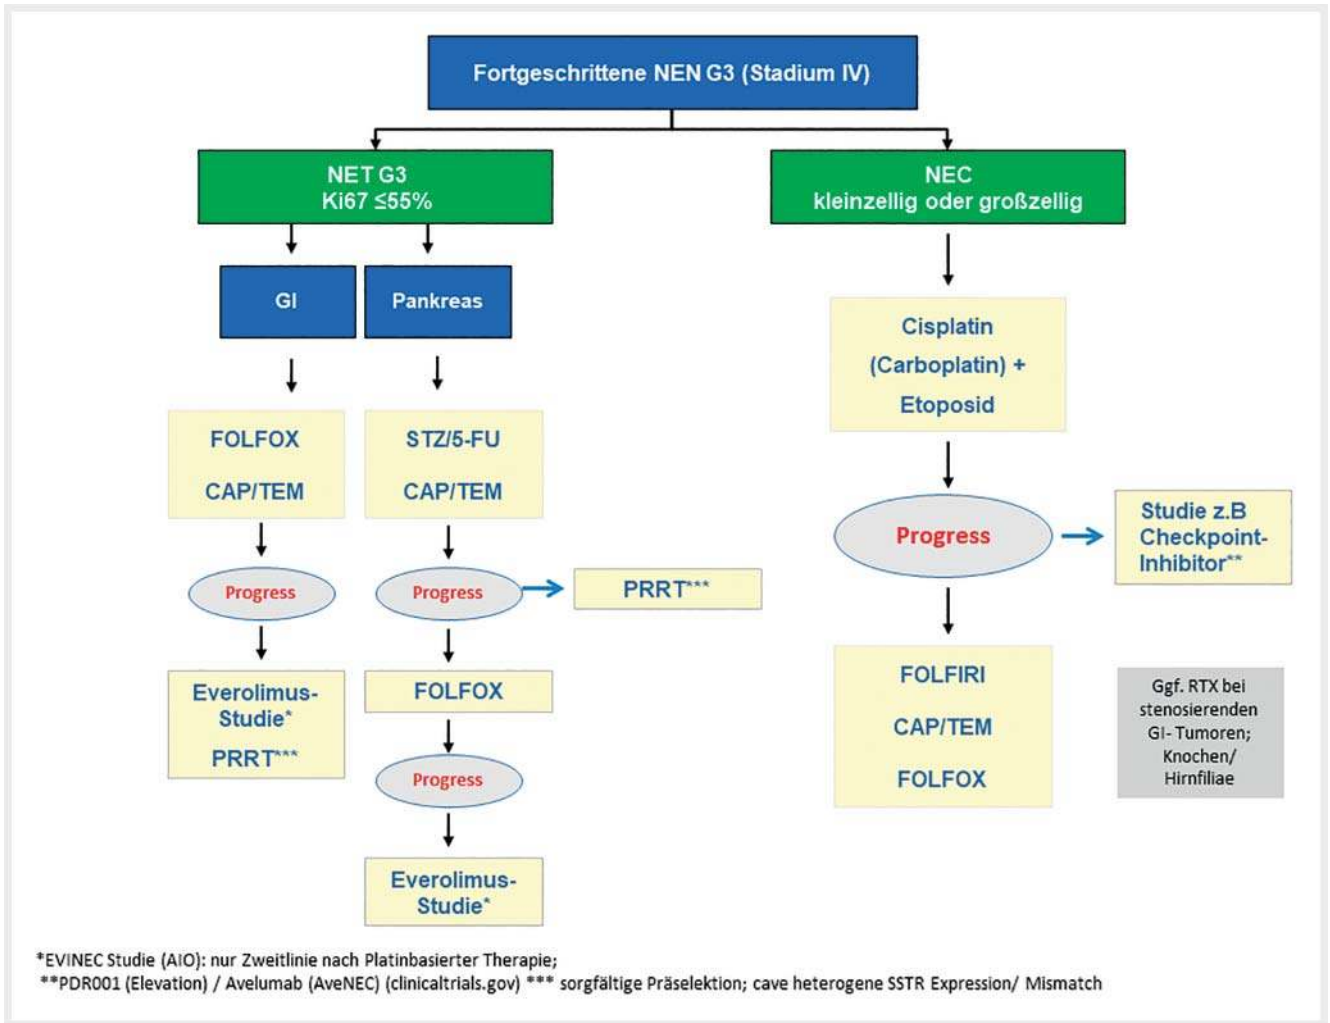 Fortgeschrittene NEN G3 (Stadium IV)
NET G3
Ki67 ≤55%
NEC
kleinzellig oder großzellig
GI
Pankreas
FOLFOX
CAP/TEM
STZ/5-FU
CAP/TEM
Cisplatin
(Carboplatin) +
Etoposid
Progress
Progress
PRRT***
Progress
Studie z.B
Checkpoint-
Inhibitor**
Everolimus-
Studie*
PRRT***
FOLFOX
Progress
Everolimus-
Studie*
FOLFIRI
CAP/TEM
FOLFOX
Ggf. RTX bei
stenosierenden
GI- Tumoren;
Knochen/
Hirnfiliae
*EVINEC Studie (AIO): nur Zweitlinie nach Platinbasierter Therapie;
**PDR001 (Elevation) / Avelumab (AveNEC) (clinicaltrials.gov) *** sorgfältige Präselektion; cave heterogene SSTR Expression/ Mismatch